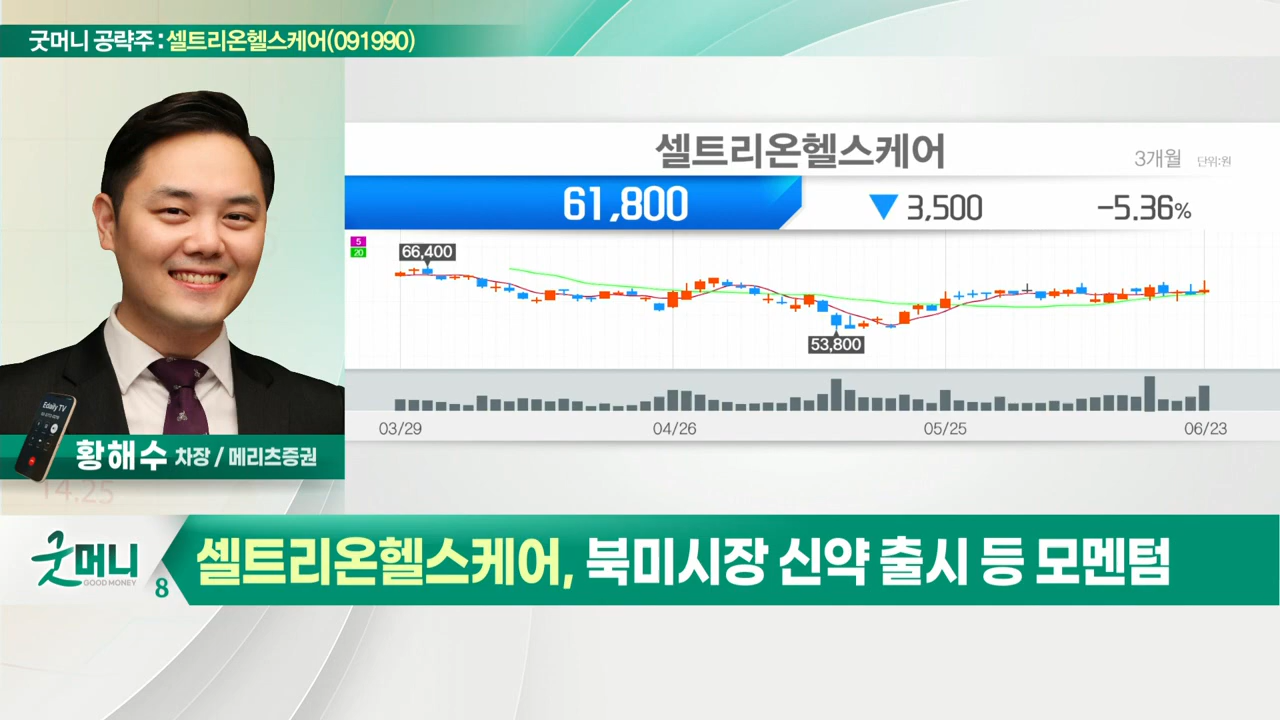 굿머니 공략주 : 셀트리온헬스케어(091990)
셀트리온헬스케어
3개월 단위:원
61,800 ▼ 3,500 -5.36%
5
20
66,400
53,800
03/29 04/26 05/25 06/23
Edaily TV
황해수 차장 / 메리츠증권
14.25
굿머니
GOOD MONEY
8
셀트리온헬스케어, 북미시장 신약 출시 등 모멘텀